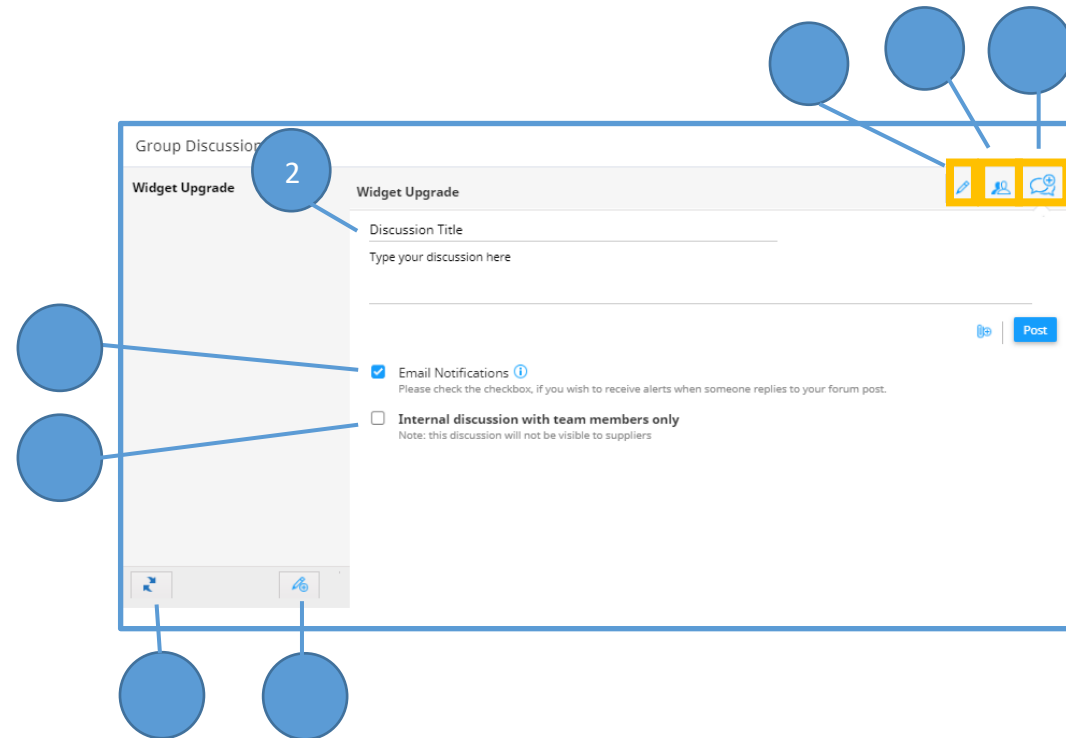 Group Discussion
2
Widget Upgrade
Widget Upgrade
Discussion Title
Type your discussion here
Post
Email Notifications
Please check the checkbox, if you wish to receive alerts when someone replies to your forum post.
Internal discussion with team members only
Note: this discussion will not be visible to suppliers